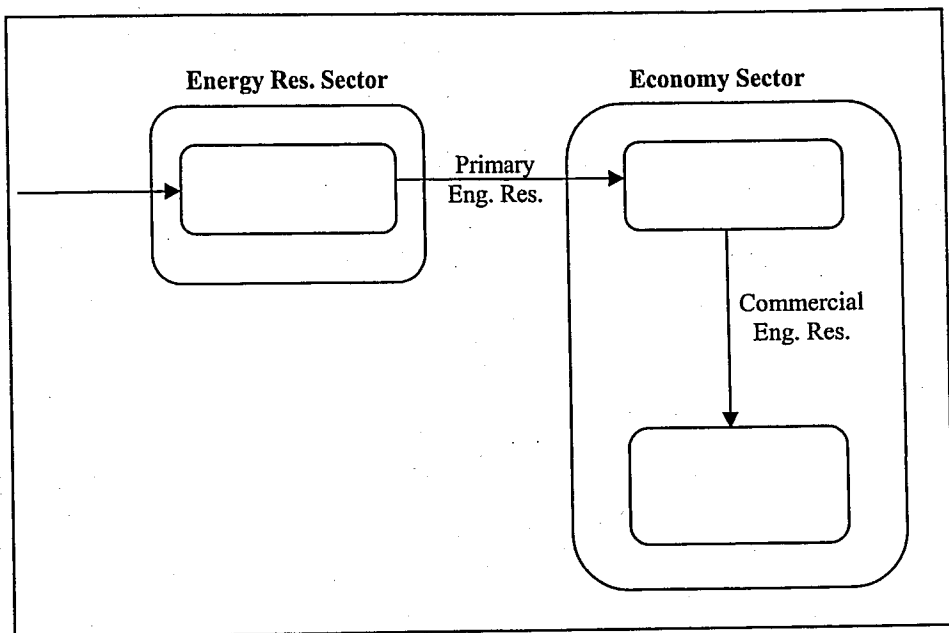 Energy Res. Sector
Economy Sector
Primary
Eng. Res.
Commercial
Eng. Res.